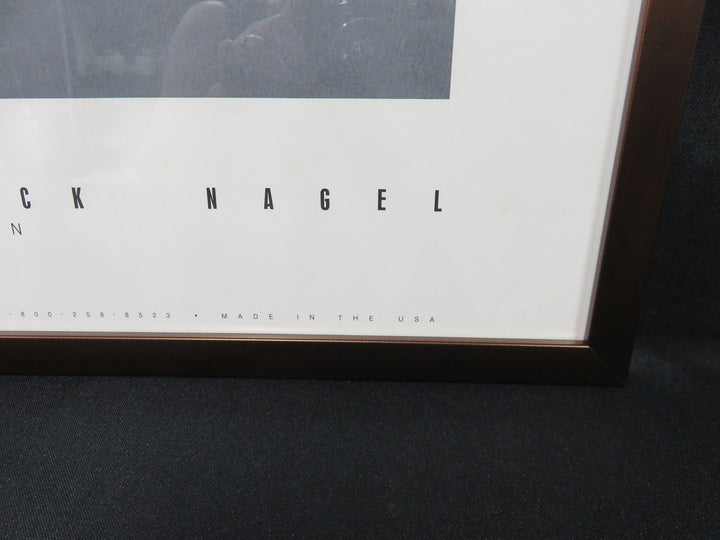 CK NAGEL
N
-800-258-8523 • MADE IN THE USA